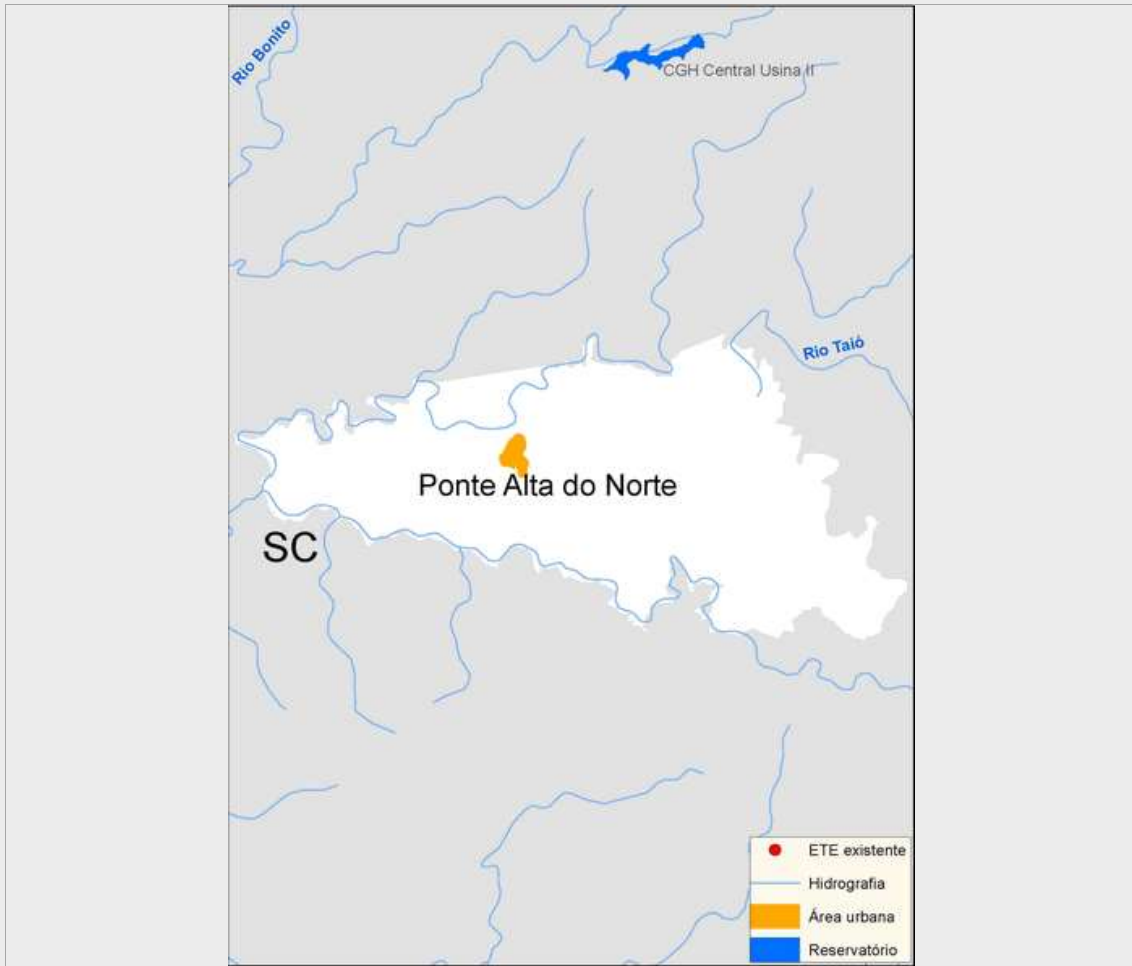 Rio Bonito
CGH Central Usina II
Rio Taió
Ponte Alta do Norte
SC
ETE existente
Hidrografia
Área urbana
Reservatório